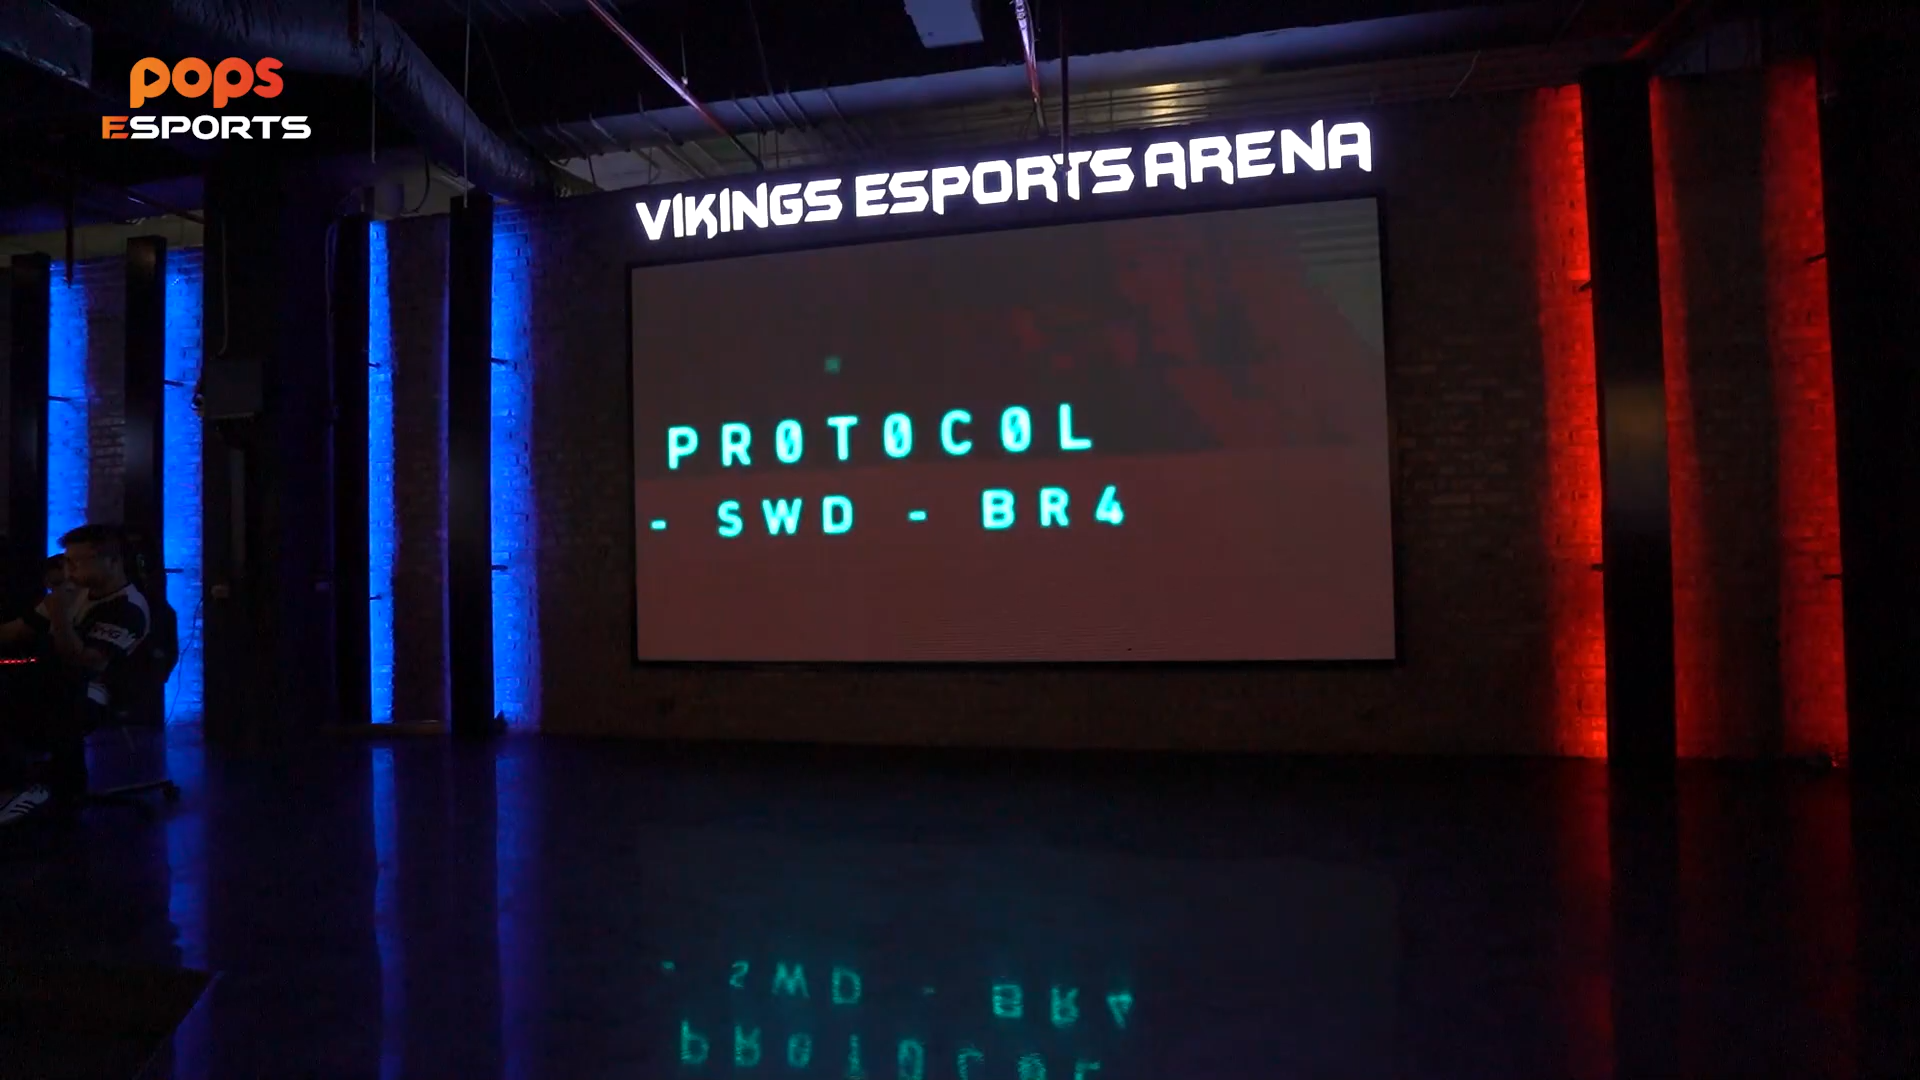 POPS
ESPORTS
VIKINGS ESPORTS ARENA
PR0T0C0L
- SWD - BR4